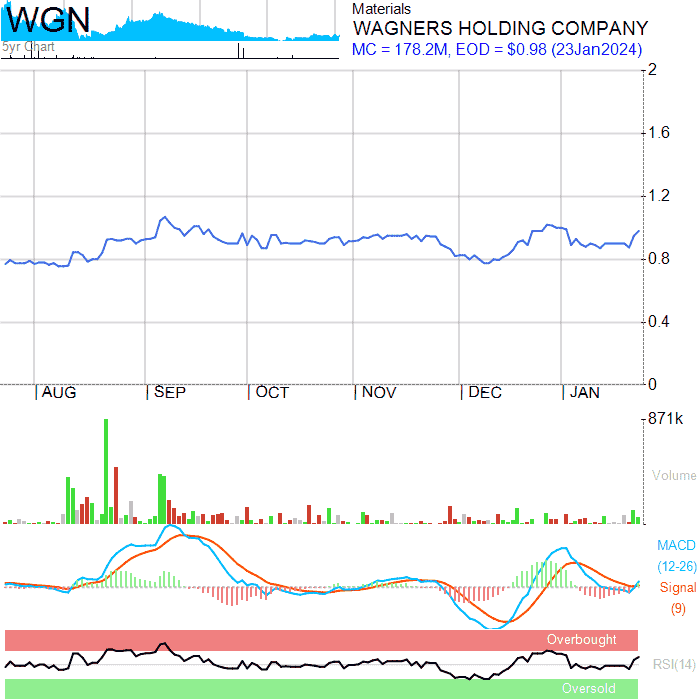 WGN
5yr Chart
Materials
WAGNERS HOLDING COMPANY
MC = 178.2M, EOD = $0.98 (23Jan2024)
2
1.6
1.2
0.8
0.4
0
AUG SEP OCT NOV DEC JAN
871k
Volume
MACD
(12-26)
Signal
(9)
Overbought
RSI(14)
Oversold